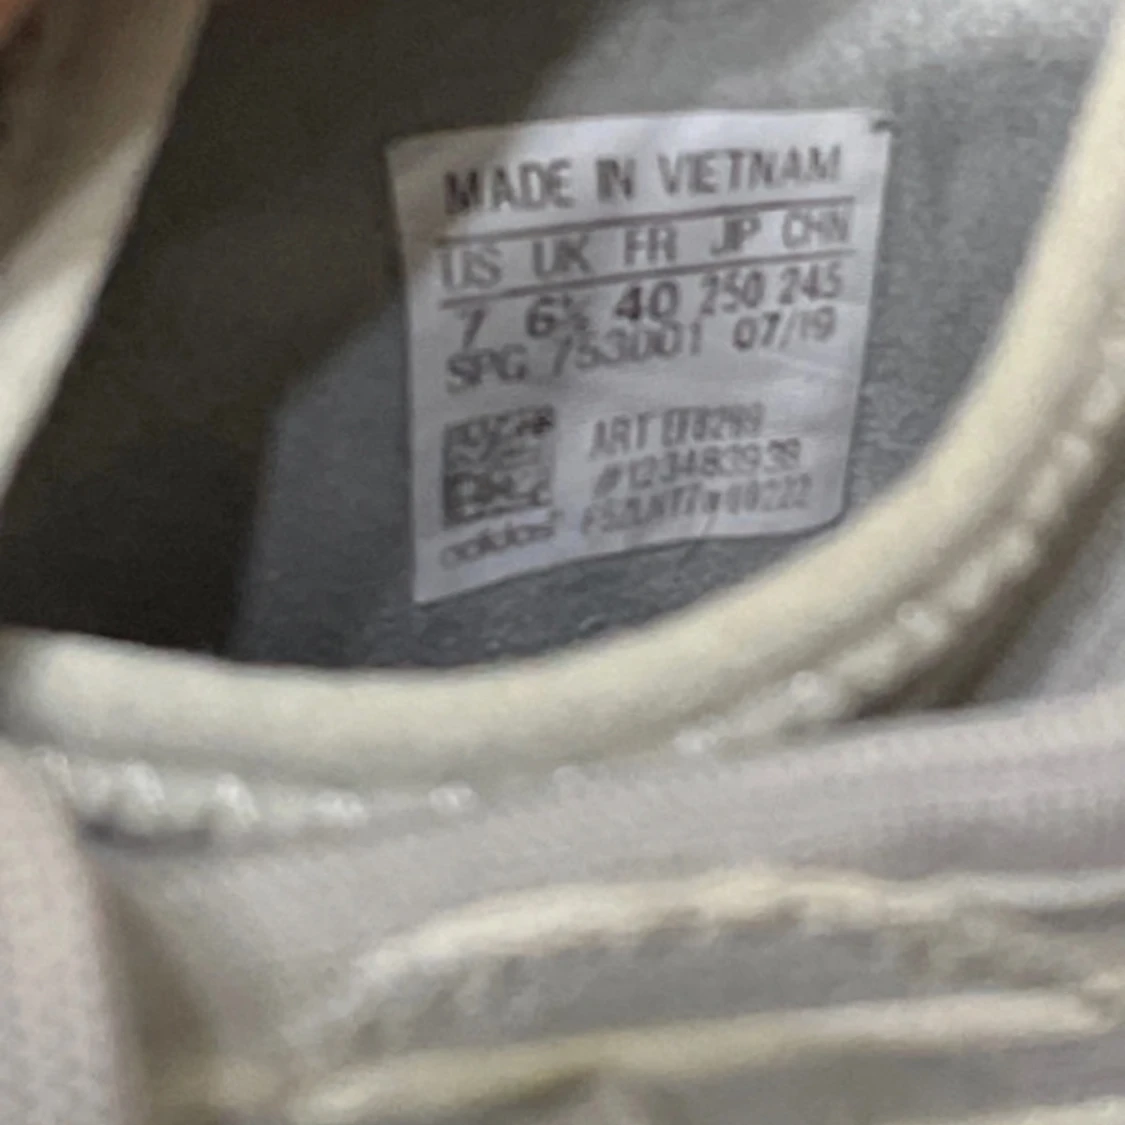 MADE IN VIETNAM
US UK FR JP CHN
7 6½ 40 250 245
SPG 753001 07/19
ART
#123483939
adidas